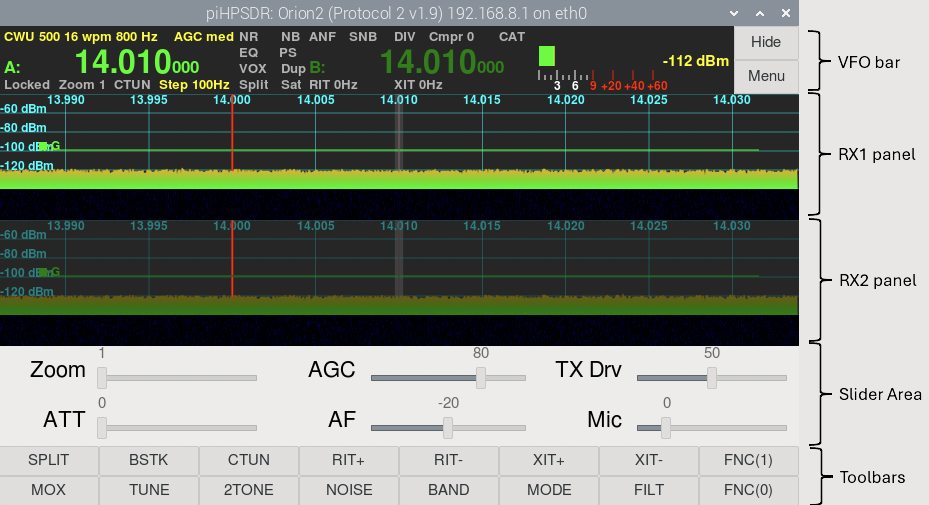 piHPSDR: Orion2 (Protocol 2 v1.9) 192.168.8.1 on eth0
CWU 500 16 wpm 800 Hz AGC med NR NB ANF SNB DIV Cmpr 0 CAT
EQ PS
A: 14.010000 VOX Dup B: 14.010000 -112 dBm
Locked Zoom 1 CTUN Step 100Hz Split Sat RIT 0Hz XIT 0Hz 3 6 9 +20 +40 +60
Hide
Menu
VFO bar
13.990 13.995 14.000 14.005 14.010 14.015 14.020 14.025 14.030
-60 dBm
-80 dBm
-100 dBm G
-120 dBm
RX1 panel
13.990 13.995 14.000 14.005 14.010 14.015 14.020 14.025 14.030
-60 dBm
-80 dBm
-100 dBm G
-120 dBm
RX2 panel
1 80 50
Zoom AGC TX Drv
0 -20 0
ATT AF Mic
Slider Area
SPLIT BSTK CTUN RIT+ RIT- XIT+ XIT- FNC(1)
MOX TUNE 2TONE NOISE BAND MODE FILT FNC(0)
Toolbars